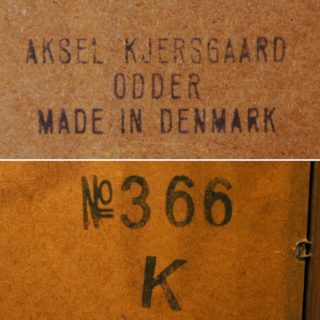 AKSEL KJERSGAARD
ODDER
MADE IN DENMARK
№366
K